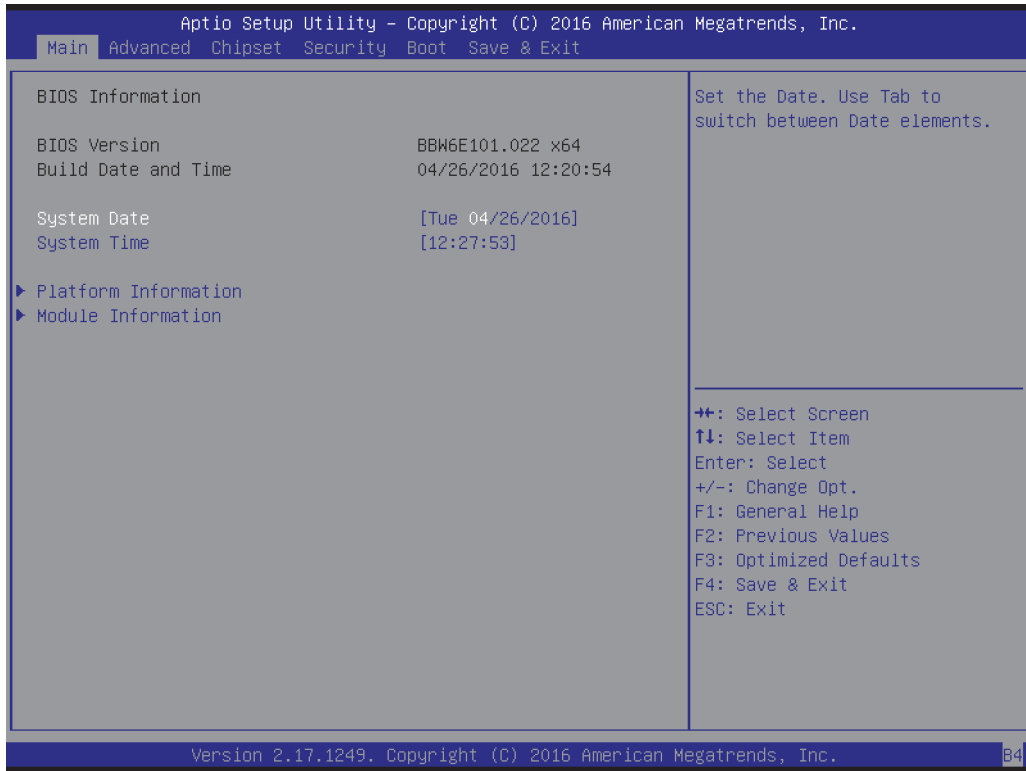 Aptio Setup Utility – Copyright (C) 2016 American Megatrends, Inc.
Main Advanced Chipset Security Boot Save & Exit
BIOS Information
BIOS Version BBW6E101.022 x64
Build Date and Time 04/26/2016 12:20:54
System Date [Tue 04/26/2016]
System Time [12:27:53]
▶ Platform Information
▶ Module Information
Set the Date. Use Tab to
switch between Date elements.
→←: Select Screen
↑↓: Select Item
Enter: Select
+/-: Change Opt.
F1: General Help
F2: Previous Values
F3: Optimized Defaults
F4: Save & Exit
ESC: Exit
Version 2.17.1249. Copyright (C) 2016 American Megatrends, Inc.
B4